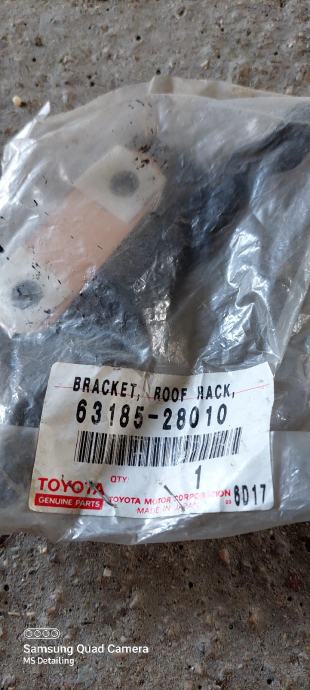 BRACKET, ROOF RACK,
63185-28010
QTY 1
TOYOTA
GENUINE PARTS
TOYOTA MOTOR CORPORATION
MADE IN JAPAN
6017
Samsung Quad Camera
MS Detailing